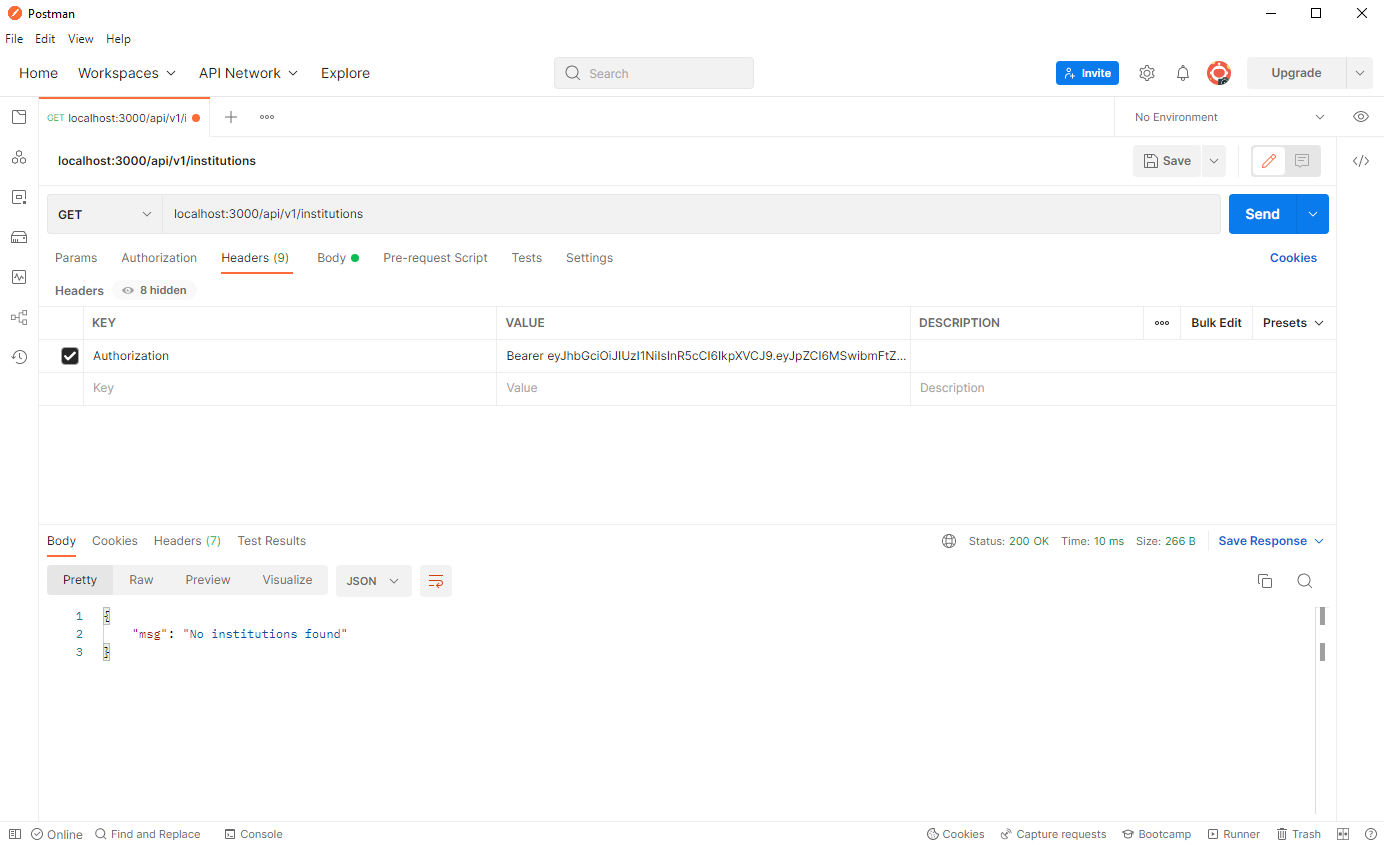 Postman
File Edit View Help
Home Workspaces API Network Explore Search Invite Upgrade
GET localhost:3000/api/v1/i No Environment
localhost:3000/api/v1/institutions Save
GET localhost:3000/api/v1/institutions Send
Params Authorization Headers (9) Body Pre-request Script Tests Settings Cookies
Headers 8 hidden
KEY VALUE DESCRIPTION Bulk Edit Presets
Authorization Bearer eyJhbGciOiJIUzI1NiIsInR5cCI6IkpXVCJ9.eyJpZCI6MSwibmFtZ...
Key Value Description
Body Cookies Headers (7) Test Results Status: 200 OK Time: 10 ms Size: 266 B Save Response
Pretty Raw Preview Visualize JSON
1 {
2 "msg": "No institutions found"
3 }
Online Find and Replace Console Cookies Capture requests Bootcamp Runner Trash